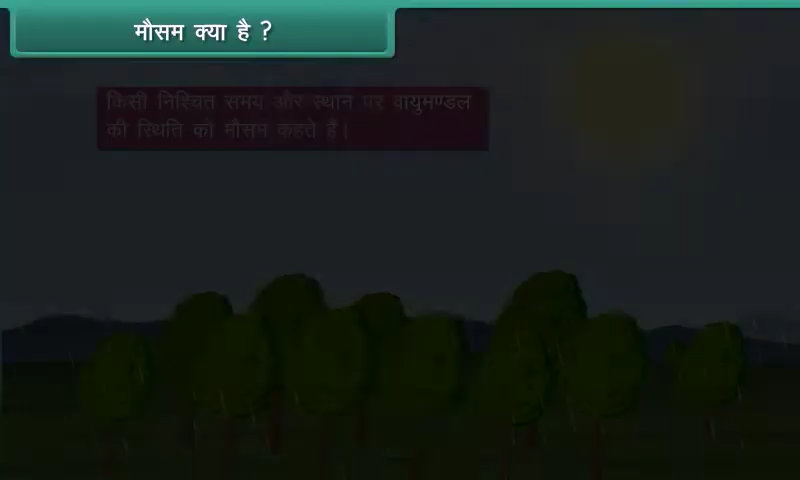 मौसम क्या है ?
किसी निश्चित समय और स्थान पर वायुमण्डल
की स्थिति को मौसम कहते हैं।